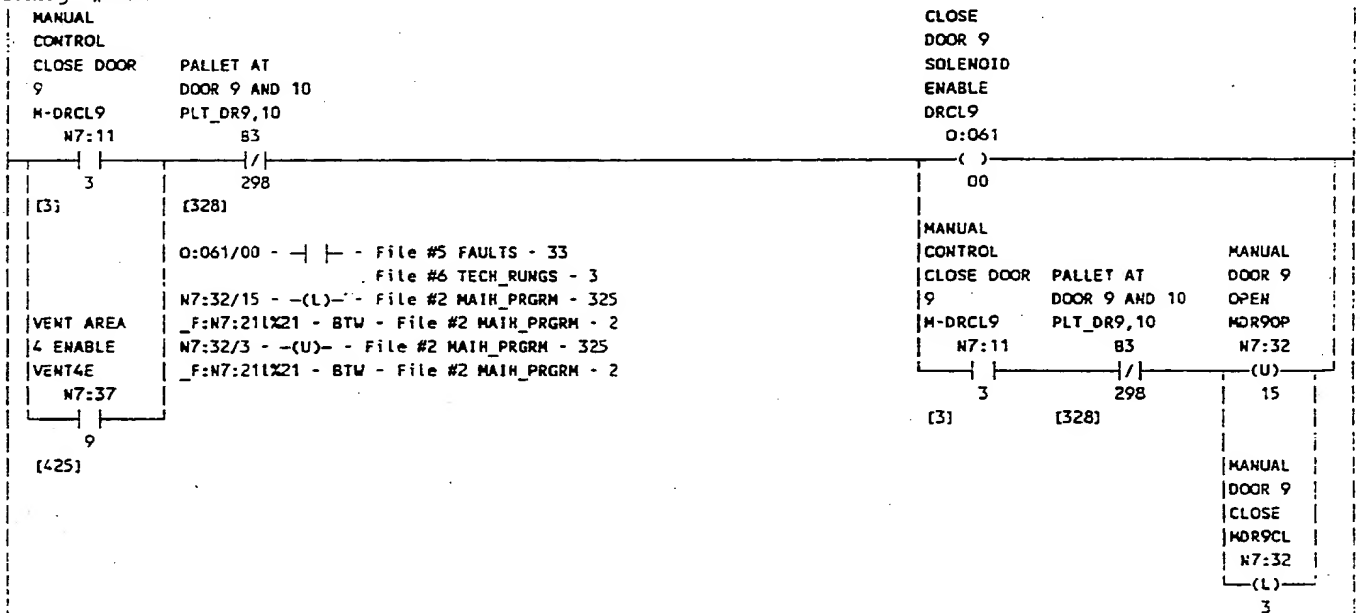 MANUAL
CONTROL
CLOSE DOOR
9
M-DRCL9
N7:11
3
[3]
PALLET AT
DOOR 9 AND 10
PLT_DR9,10
B3
298
[328]
CLOSE
DOOR 9
SOLENOID
ENABLE
DRCL9
O:061
00
O:061/00 - -| |- - File #5 FAULTS - 33
File #6 TECH_RUNGS - 3
N7:32/15 - -(L)- - File #2 MAIN_PRGRM - 325
_F:N7:211%21 - BTW - File #2 MAIN_PRGRM - 2
N7:32/3 - -(U)- - File #2 MAIN_PRGRM - 325
_F:N7:211%21 - BTW - File #2 MAIN_PRGRM - 2
VENT AREA
4 ENABLE
VENT4E
N7:37
9
[425]
MANUAL
CONTROL
CLOSE DOOR
9
M-DRCL9
N7:11
3
[3]
PALLET AT
DOOR 9 AND 10
PLT_DR9,10
B3
298
[328]
MANUAL
DOOR 9
OPEN
MDR9OP
N7:32
(U)
15
MANUAL
DOOR 9
CLOSE
MDR9CL
N7:32
(L)
3